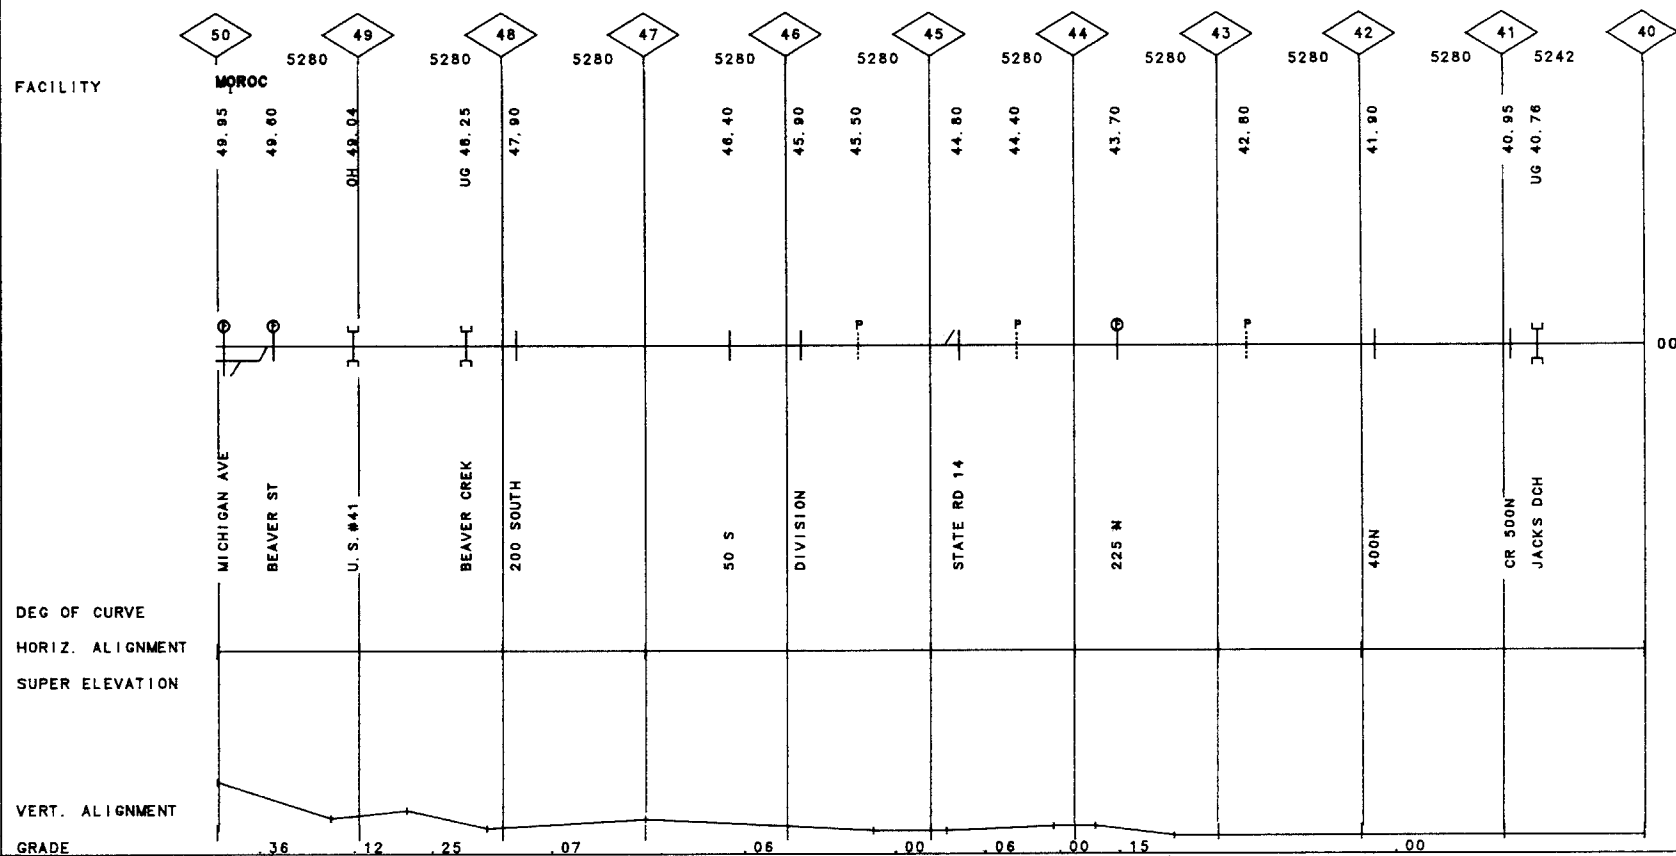 50 49 48 47 46 45 44 43 42 41 40
5280 5280 5280 5280 5280 5280 5280 5280 5280 5242
FACILITY
MOROC
49.95
49.60
OH 49.04
UG 48.25
47.90
46.40
45.90
45.50
44.80
44.40
43.70
42.80
41.90
40.95
UG 40.76
P P P P P P
00
MICHIGAN AVE
BEAVER ST
U.S.#41
BEAVER CREK
200 SOUTH
50 S
DIVISION
STATE RD 14
225 N
400N
CR 500N
JACKS DCH
DEG OF CURVE
HORIZ. ALIGNMENT
SUPER ELEVATION
VERT. ALIGNMENT
GRADE .36 .12 .25 .07 .06 .00 .06 .00 .15 .00